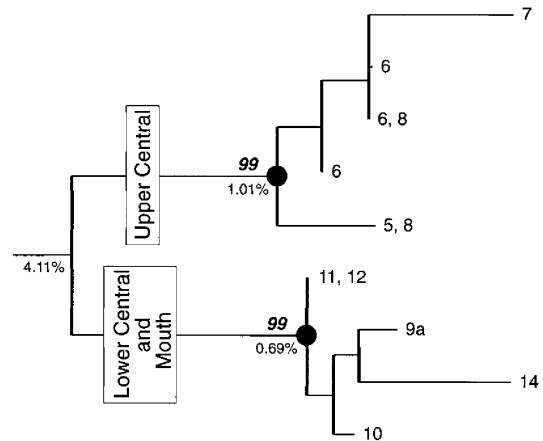 7
6
6, 8
6
Upper Central
99
1.01%
5, 8
4.11%
11, 12
Lower Central
and
Mouth
99
0.69%
9a
14
10